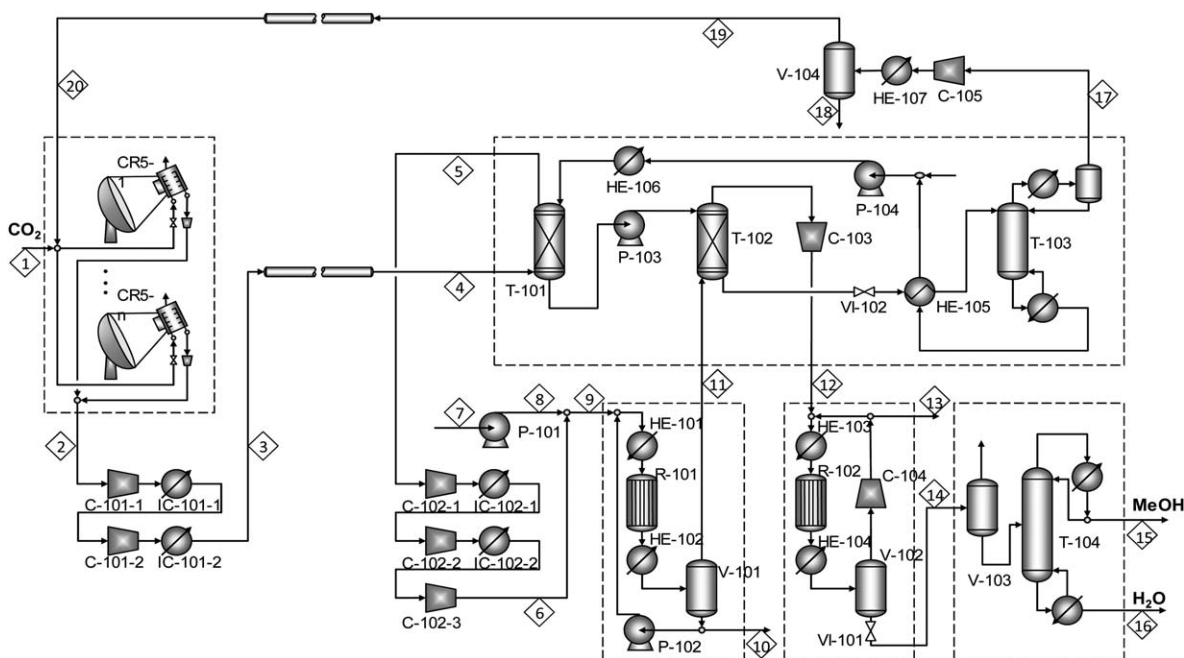 19
20
V-104
HE-107
C-105
17
18
CR5-
1
5
HE-106
P-104
CO₂
1
T-101
P-103
T-102
C-103
T-103
4
VI-102
HE-105
CR5-
n
2
3
11
12
13
7
8
9
P-101
HE-101
HE-103
R-101
R-102
C-104
14
C-101-1
IC-101-1
C-102-1
IC-102-1
MeOH
15
HE-102
HE-104
T-104
C-101-2
IC-101-2
C-102-2
IC-102-2
V-101
V-102
V-103
C-102-3
6
H₂O
16
P-102
10
VI-101